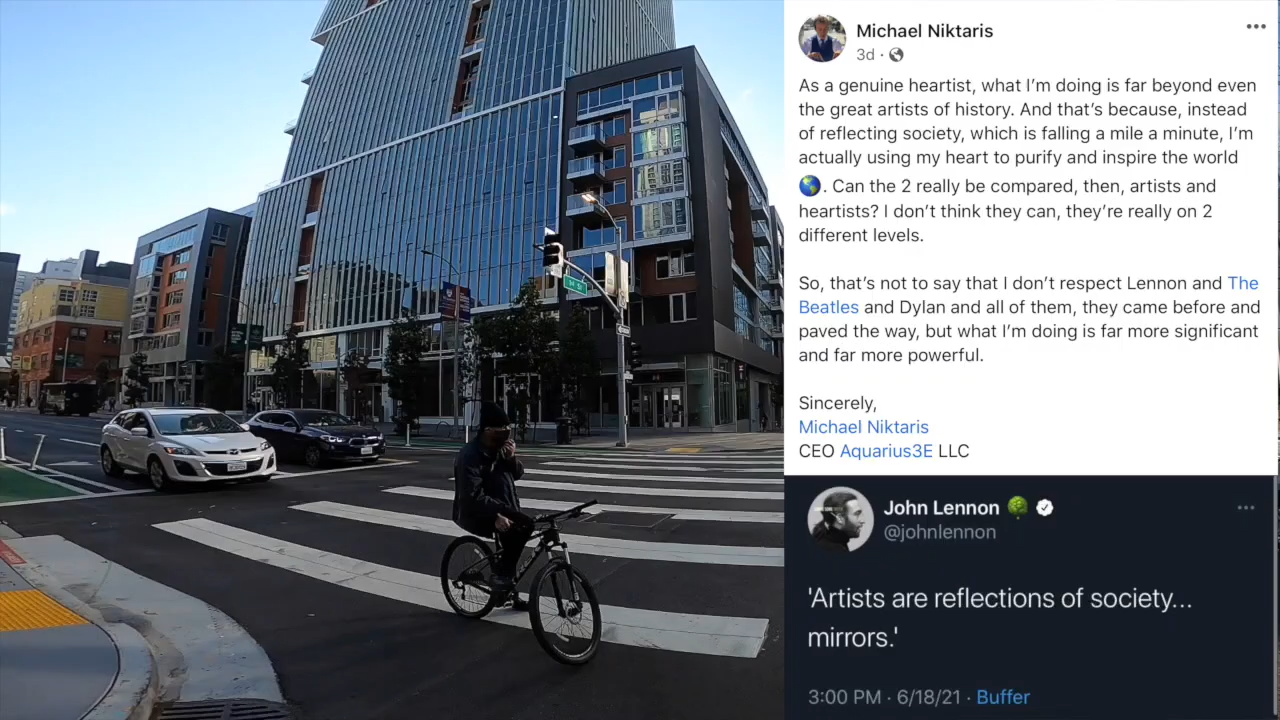 Michael Niktaris
3d ·
As a genuine heartist, what I'm doing is far beyond even
the great artists of history. And that's because, instead
of reflecting society, which is falling a mile a minute, I'm
actually using my heart to purify and inspire the world
🌎. Can the 2 really be compared, then, artists and
heartists? I don't think they can, they're really on 2
different levels.
So, that's not to say that I don't respect Lennon and The
Beatles and Dylan and all of them, they came before and
paved the way, but what I'm doing is far more significant
and far more powerful.
Sincerely,
Michael Niktaris
CEO Aquarius3E LLC
John Lennon
@johnlennon
'Artists are reflections of society...
mirrors.'
3:00 PM · 6/18/21 · Buffer